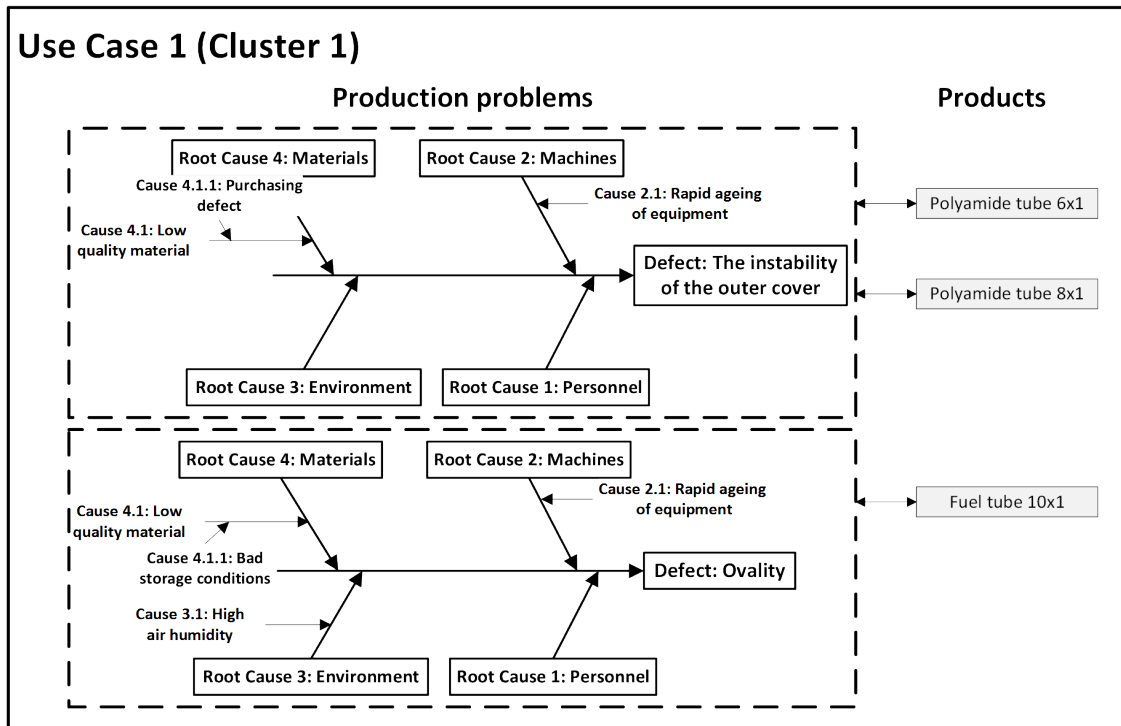 Use Case 1 (Cluster 1)
Production problems
Products
Root Cause 4: Materials
Root Cause 2: Machines
Cause 4.1.1: Purchasing
defect
Cause 2.1: Rapid ageing
of equipment
Cause 4.1: Low
quality material
Defect: The instability
of the outer cover
Root Cause 3: Environment
Root Cause 1: Personnel
Polyamide tube 6x1
Polyamide tube 8x1
Root Cause 4: Materials
Root Cause 2: Machines
Cause 2.1: Rapid ageing
of equipment
Cause 4.1: Low
quality material
Cause 4.1.1: Bad
storage conditions
Defect: Ovality
Cause 3.1: High
air humidity
Root Cause 3: Environment
Root Cause 1: Personnel
Fuel tube 10x1